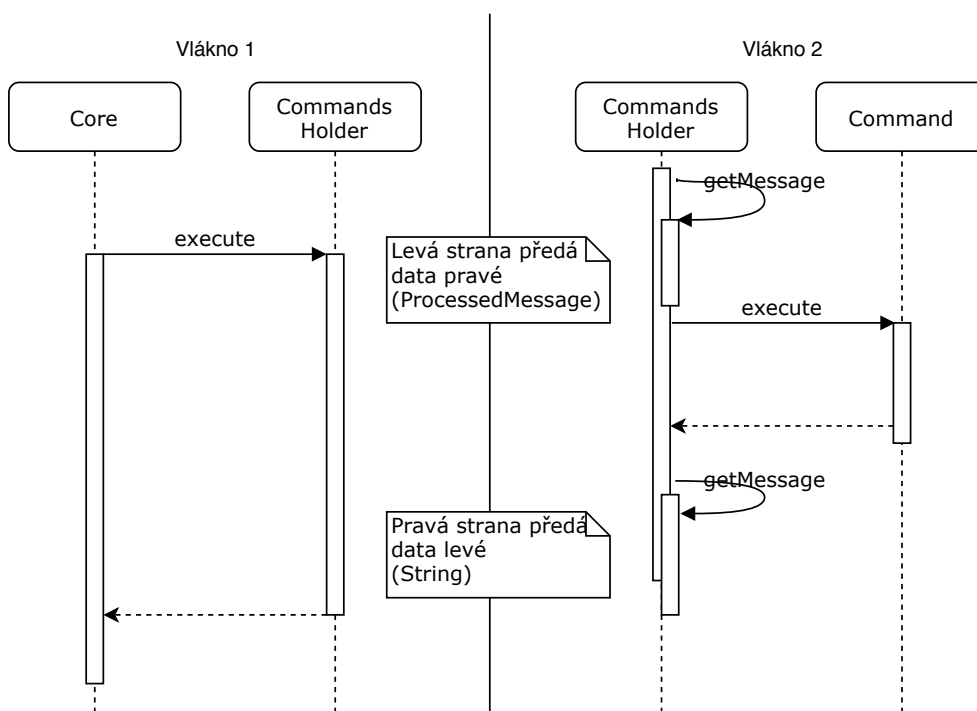 Vlákno 1
Vlákno 2
Core
Commands
Holder
Commands
Holder
Command
getMessage
execute
Levá strana předá
data pravé
(ProcessedMessage)
execute
getMessage
Pravá strana předá
data levé
(String)